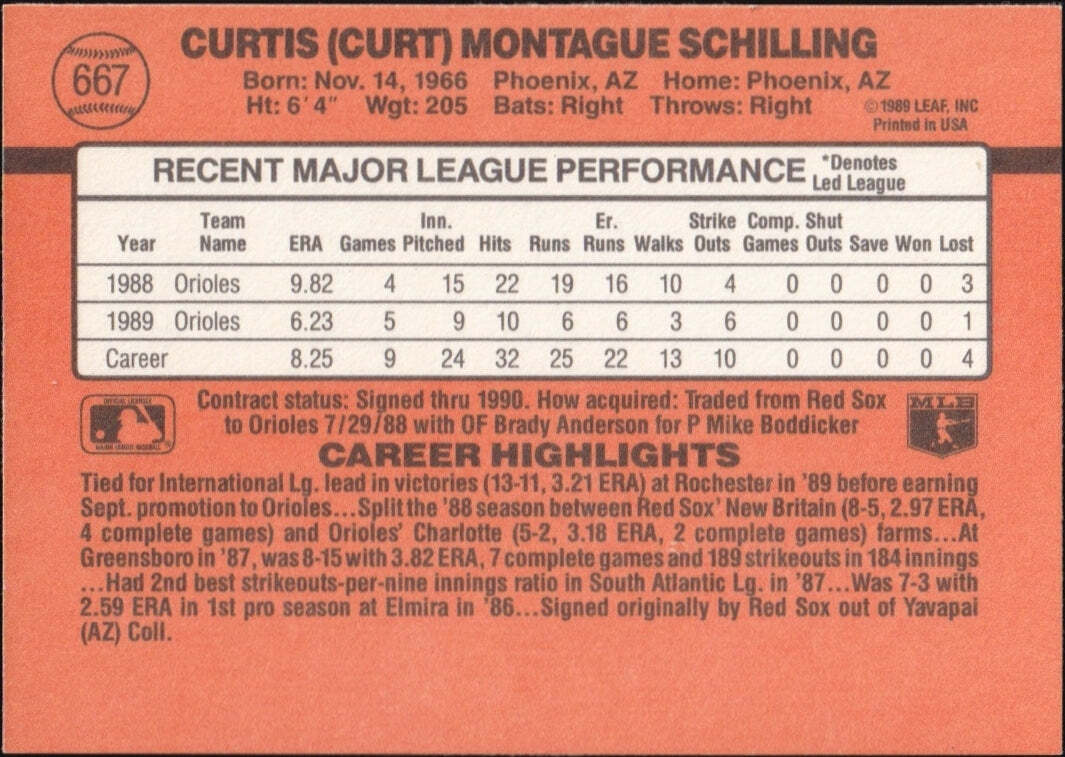 667
CURTIS (CURT) MONTAGUE SCHILLING
Born: Nov. 14, 1966 Phoenix, AZ Home: Phoenix, AZ
Ht: 6'4" Wgt: 205 Bats: Right Throws: Right
©1989 LEAF, INC
Printed in USA
RECENT MAJOR LEAGUE PERFORMANCE
*Denotes
Led League
Year Team Name ERA Games Inn. Pitched Hits Runs Er. Runs Walks Strike Outs Comp. Games Shut Outs Save Won Lost
1988 Orioles 9.82 4 15 22 19 16 10 4 0 0 0 0 3
1989 Orioles 6.23 5 9 10 6 6 3 6 0 0 0 0 1
Career 8.25 9 24 32 25 22 13 10 0 0 0 0 4
OFFICIAL LICENSEE
MAJOR LEAGUE BASEBALL
Contract status: Signed thru 1990. How acquired: Traded from Red Sox
to Orioles 7/29/88 with OF Brady Anderson for P Mike Boddicker
MLB
CAREER HIGHLIGHTS
Tied for International Lg. lead in victories (13-11, 3.21 ERA) at Rochester in '89 before earning
Sept. promotion to Orioles...Split the '88 season between Red Sox' New Britain (8-5, 2.97 ERA,
4 complete games) and Orioles' Charlotte (5-2, 3.18 ERA, 2 complete games) farms...At
Greensboro in '87, was 8-15 with 3.82 ERA, 7 complete games and 189 strikeouts in 184 innings
...Had 2nd best strikeouts-per-nine innings ratio in South Atlantic Lg. in '87...Was 7-3 with
2.59 ERA in 1st pro season at Elmira in '86...Signed originally by Red Sox out of Yavapai
(AZ) Coll.